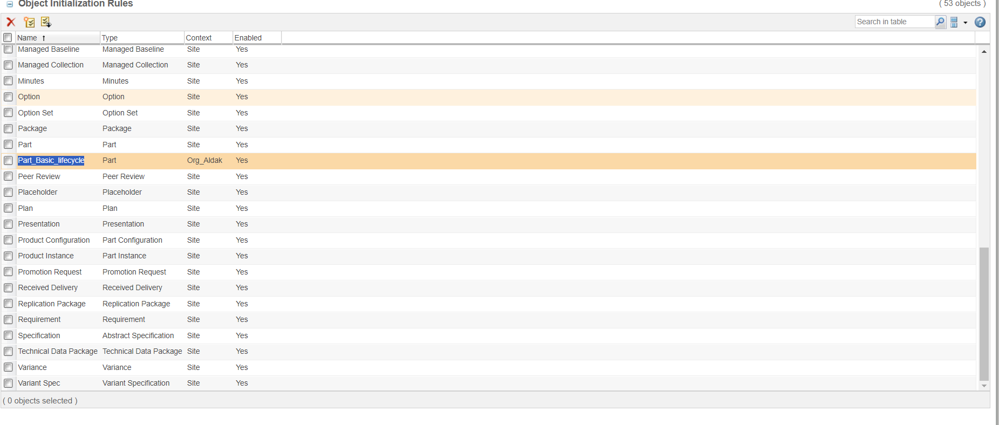 Object Initialization Rules ( 53 objects )
Search in table
Name ↑ Type Context Enabled
Managed Baseline Managed Baseline Site Yes
Managed Collection Managed Collection Site Yes
Minutes Minutes Site Yes
Option Option Site Yes
Option Set Option Set Site Yes
Package Package Site Yes
Part Part Site Yes
Part_Basic_lifecycle Part Org_Aldak Yes
Peer Review Peer Review Site Yes
Placeholder Placeholder Site Yes
Plan Plan Site Yes
Presentation Presentation Site Yes
Product Configuration Part Configuration Site Yes
Product Instance Part Instance Site Yes
Promotion Request Promotion Request Site Yes
Received Delivery Received Delivery Site Yes
Replication Package Replication Package Site Yes
Requirement Requirement Site Yes
Specification Abstract Specification Site Yes
Technical Data Package Technical Data Package Site Yes
Variance Variance Site Yes
Variant Spec Variant Specification Site Yes
( 0 objects selected )